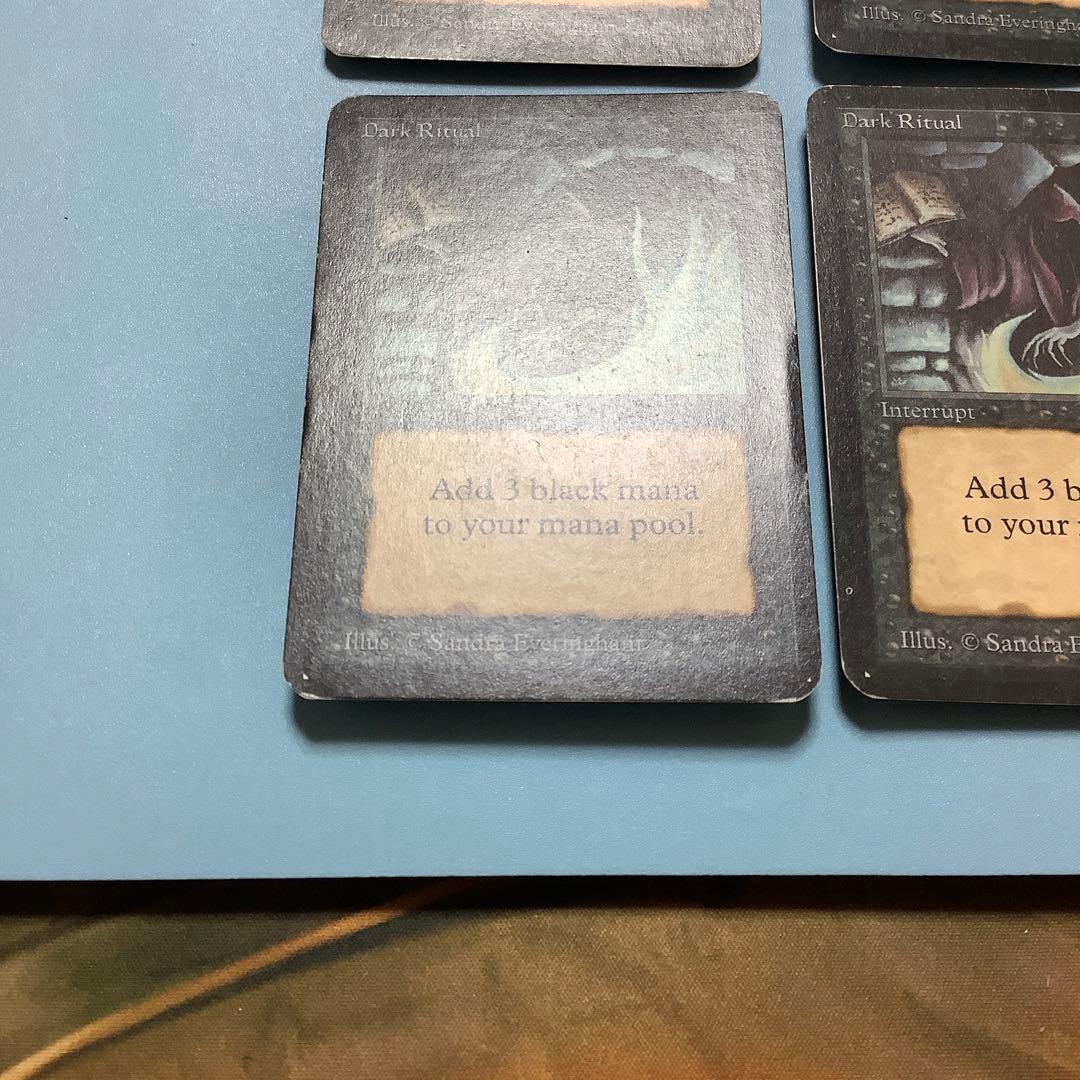 Illus. © Sandra Everingham
Illus. © Sandra Everingha
Dark Ritual
Add 3 black mana
to your mana pool.
Illus. © Sandra Everingham
Dark Ritual
Interrupt
Add 3 b
to your
Illus. © Sandra E